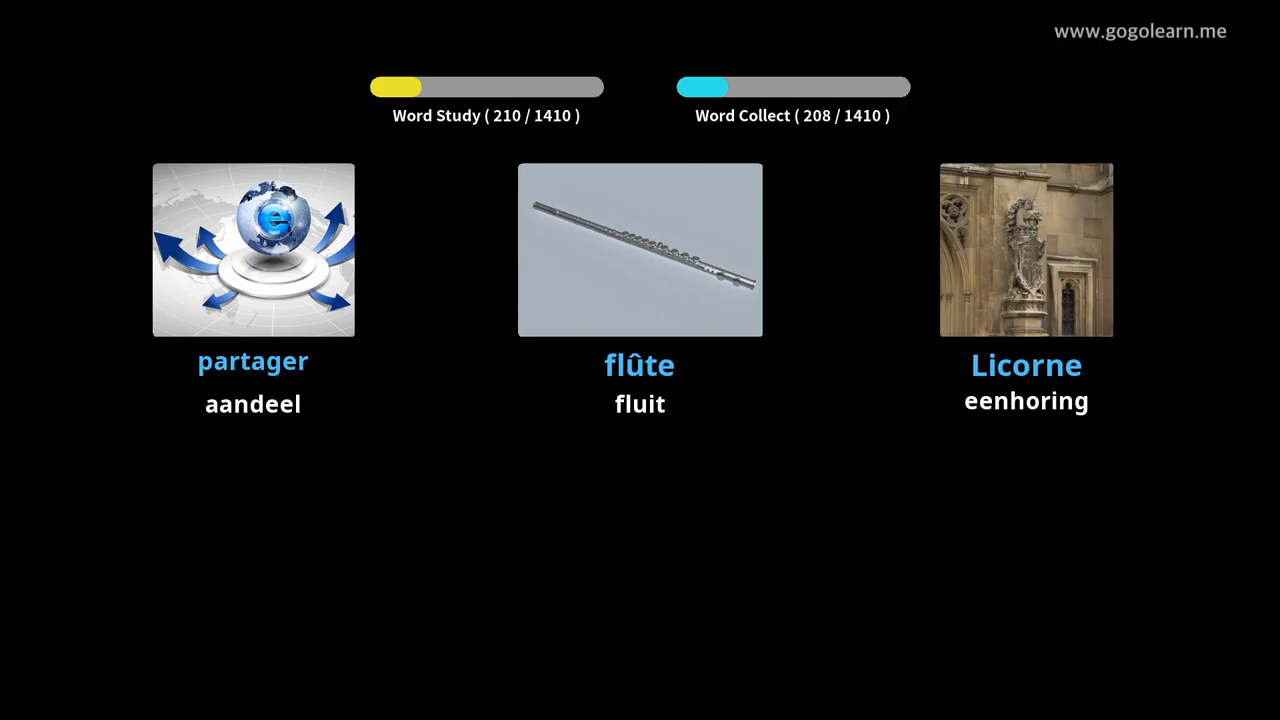 www.gogolearn.me
Word Study ( 210 / 1410 )
Word Collect ( 208 / 1410 )
e
partager
flûte
Licorne
aandeel
fluit
eenhoring